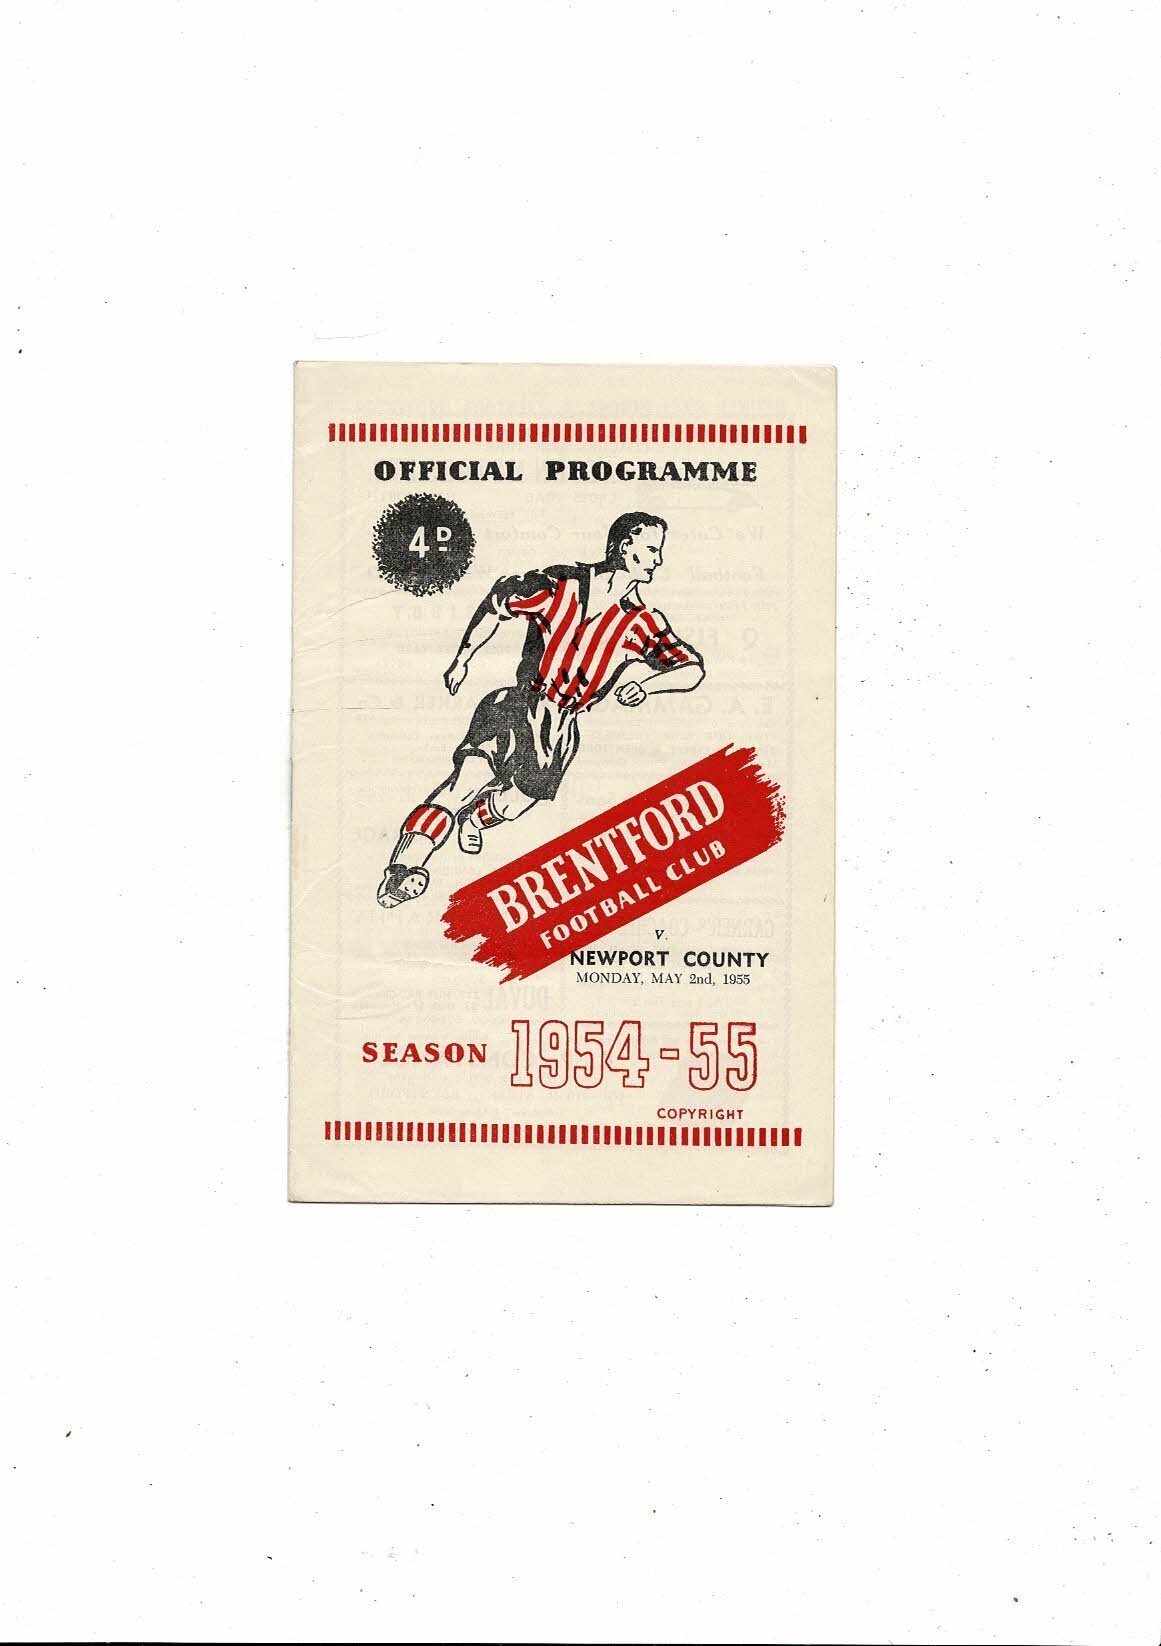 OFFICIAL PROGRAMME
4D
BRENTFORD
FOOTBALL CLUB
v.
NEWPORT COUNTY
MONDAY, MAY 2nd, 1955
SEASON 1954-55
COPYRIGHT